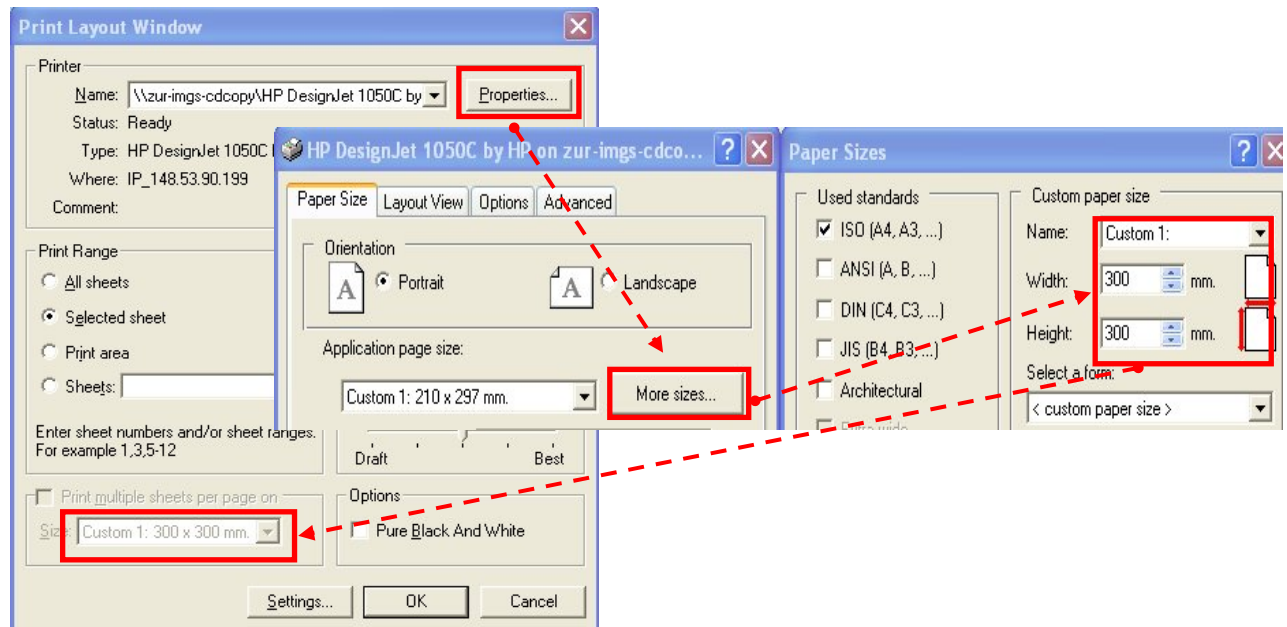 Print Layout Window
Printer
Name: \\zur-imgs-cdcopy\HP DesignJet 1050C by
Properties...
Status: Ready
Type: HP DesignJet 1050C
Where: IP_148.53.90.199
Comment:
Print Range
All sheets
Selected sheet
Print area
Sheets:
Enter sheet numbers and/or sheet ranges.
For example 1,3,5-12
Draft Best
Print multiple sheets per page on
Size: Custom 1: 300 x 300 mm.
Options
Pure Black And White
Settings... OK Cancel
HP DesignJet 1050C by HP on zur-imgs-cdco...
Paper Size Layout View Options Advanced
Orientation
A Portrait
A Landscape
Application page size:
Custom 1: 210 x 297 mm.
More sizes...
Paper Sizes
Used standards
ISO (A4, A3, ...)
ANSI (A, B, ...)
DIN (C4, C3, ...)
JIS (B4, B3, ...)
Architectural
Custom paper size
Name: Custom 1:
Width: 300 mm.
Height: 300 mm.
Select a form:
< custom paper size >